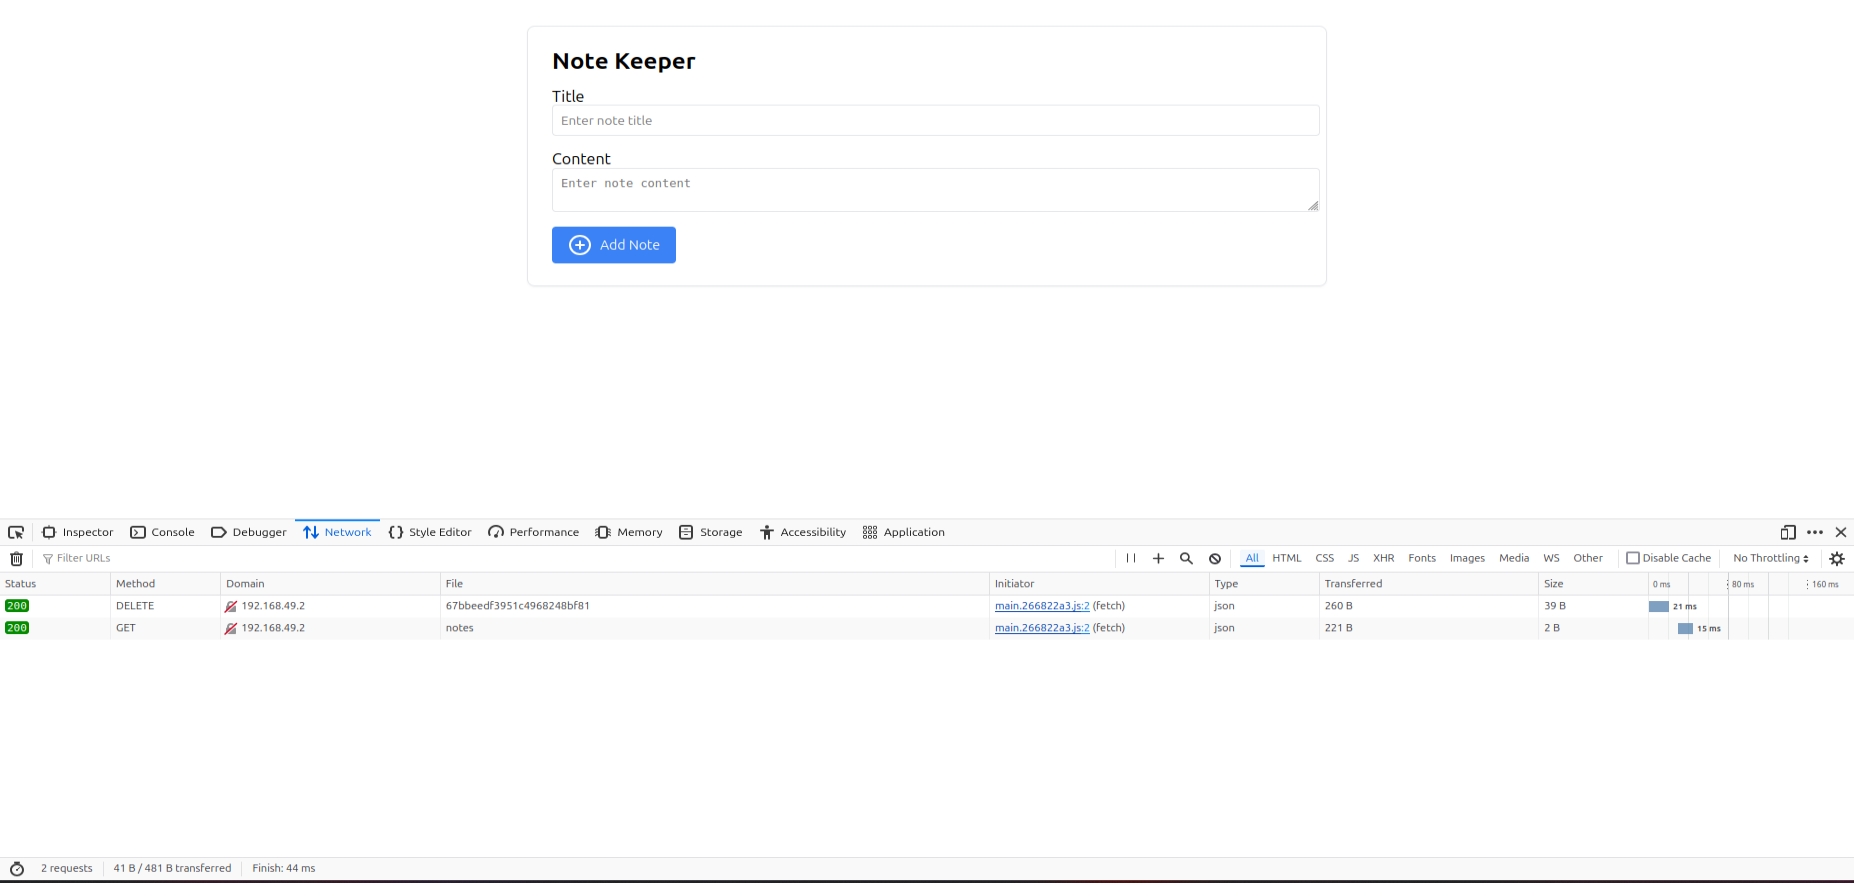 Note Keeper
Title
Enter note title
Content
Enter note content
Add Note
Inspector Console Debugger Network Style Editor Performance Memory Storage Accessibility Application
Filter URLs All HTML CSS JS XHR Fonts Images Media WS Other Disable Cache No Throttling
Status Method Domain File Initiator Type Transferred Size 0 ms 80 ms 160 ms
200 DELETE 192.168.49.2 67bbeedf3951c4968248bf81 main.266822a3.js:2 (fetch) json 260 B 39 B 21 ms
200 GET 192.168.49.2 notes main.266822a3.js:2 (fetch) json 221 B 2 B 15 ms
2 requests 41 B / 481 B transferred Finish: 44 ms